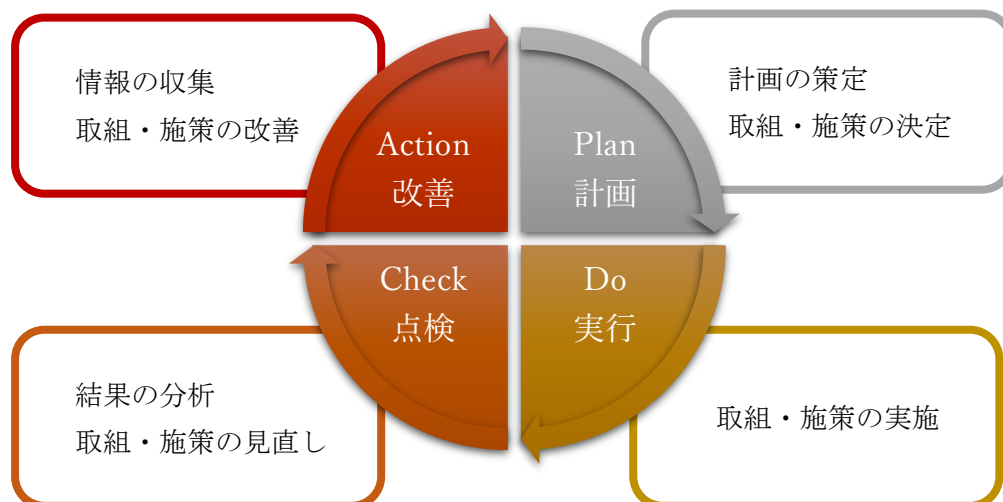 情報の収集
取組・施策の改善
Action
改善
Plan
計画
計画の策定
取組・施策の決定
結果の分析
取組・施策の見直し
Check
点検
Do
実行
取組・施策の実施